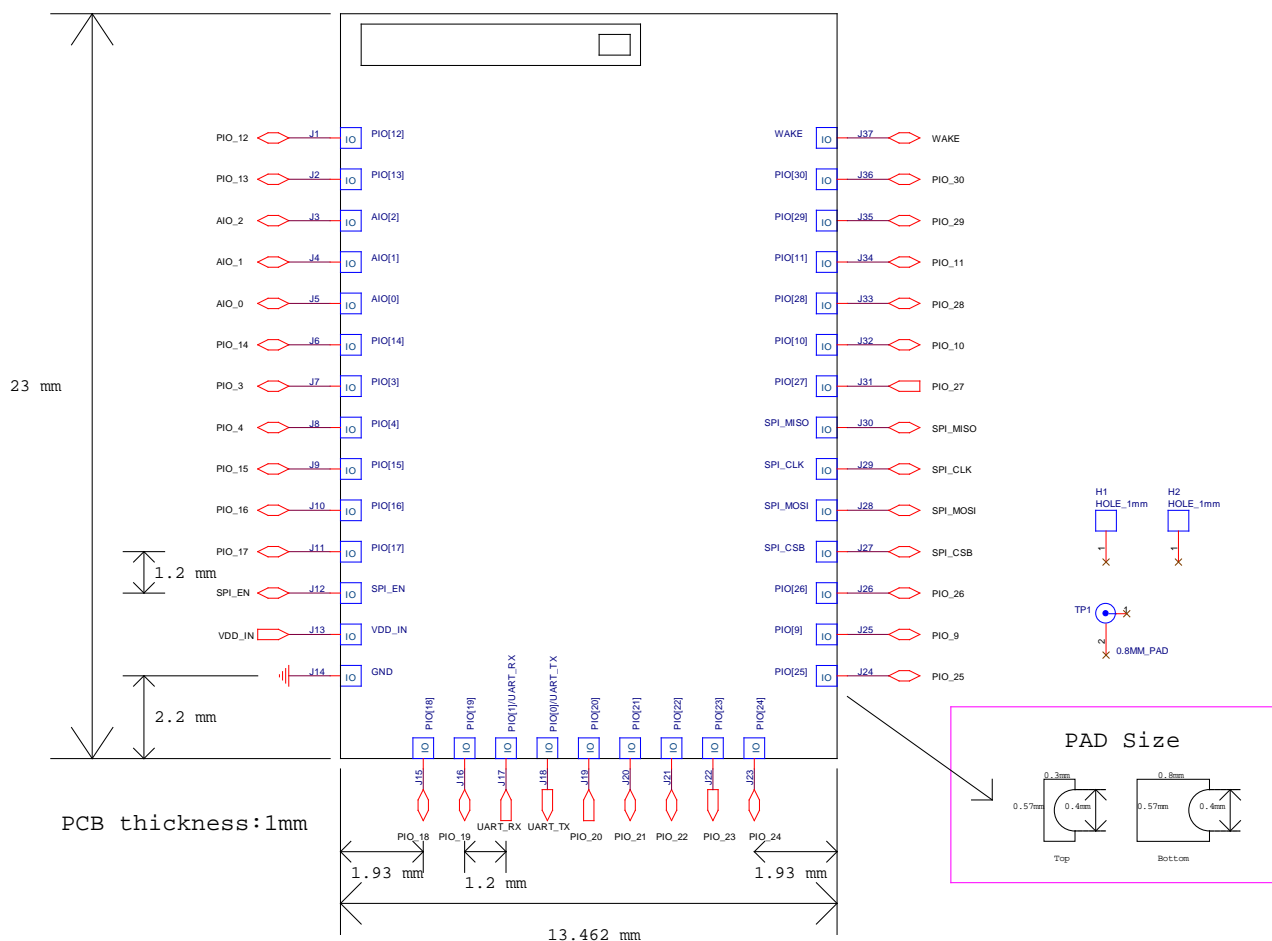 PIO_12 J1 IO PIO[12]
WAKE IO J37 WAKE
PIO_13 J2 IO PIO[13]
PIO[30] IO J36 PIO_30
AIO_2 J3 IO AIO[2]
PIO[29] IO J35 PIO_29
AIO_1 J4 IO AIO[1]
PIO[11] IO J34 PIO_11
AIO_0 J5 IO AIO[0]
PIO[28] IO J33 PIO_28
PIO_14 J6 IO PIO[14]
PIO[10] IO J32 PIO_10
23 mm
PIO_3 J7 IO PIO[3]
PIO[27] IO J31 PIO_27
PIO_4 J8 IO PIO[4]
SPI_MISO IO J30 SPI_MISO
PIO_15 J9 IO PIO[15]
SPI_CLK IO J29 SPI_CLK
PIO_16 J10 IO PIO[16]
SPI_MOSI IO J28 SPI_MOSI
PIO_17 J11 IO PIO[17]
SPI_CSB IO J27 SPI_CSB
1.2 mm
SPI_EN J12 IO SPI_EN
PIO[26] IO J26 PIO_26
VDD_IN J13 IO VDD_IN
PIO[9] IO J25 PIO_9
J14 IO GND
PIO[25] IO J24 PIO_25
2.2 mm
H1
HOLE_1mm
1
H2
HOLE_1mm
1
TP1
1
2
0.8MM_PAD
PIO[18] IO J15 PIO_18
PIO[19] IO J16 PIO_19
PIO[1]/UART_RX IO J17 UART_RX
PIO[0]/UART_TX IO J18 UART_TX
PIO[20] IO J19 PIO_20
PIO[21] IO J20 PIO_21
PIO[22] IO J21 PIO_22
PIO[23] IO J22 PIO_23
PIO[24] IO J23 PIO_24
PCB thickness:1mm
1.93 mm
1.2 mm
1.93 mm
13.462 mm
PAD Size
0.3mm
0.57mm
0.4mm
Top
0.8mm
0.57mm
0.4mm
Bottom